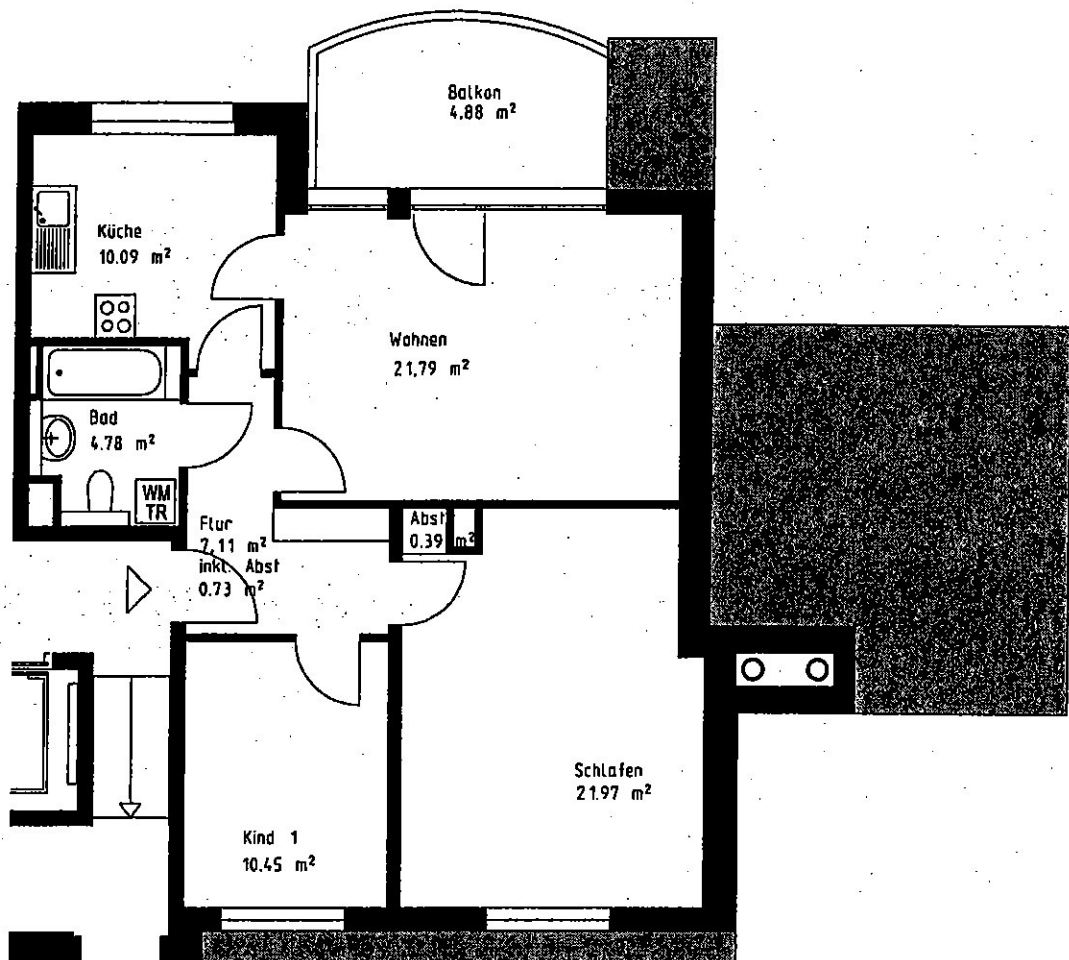 Balkon
4.88 m²
Küche
10.09 m²
Wohnen
21,79 m²
Bad
4.78 m²
WM
TR
Flur
7,11 m²
inkl. Abst
0.73 m²
Abst
0.39 m²
Schlafen
21.97 m²
Kind 1
10.45 m²